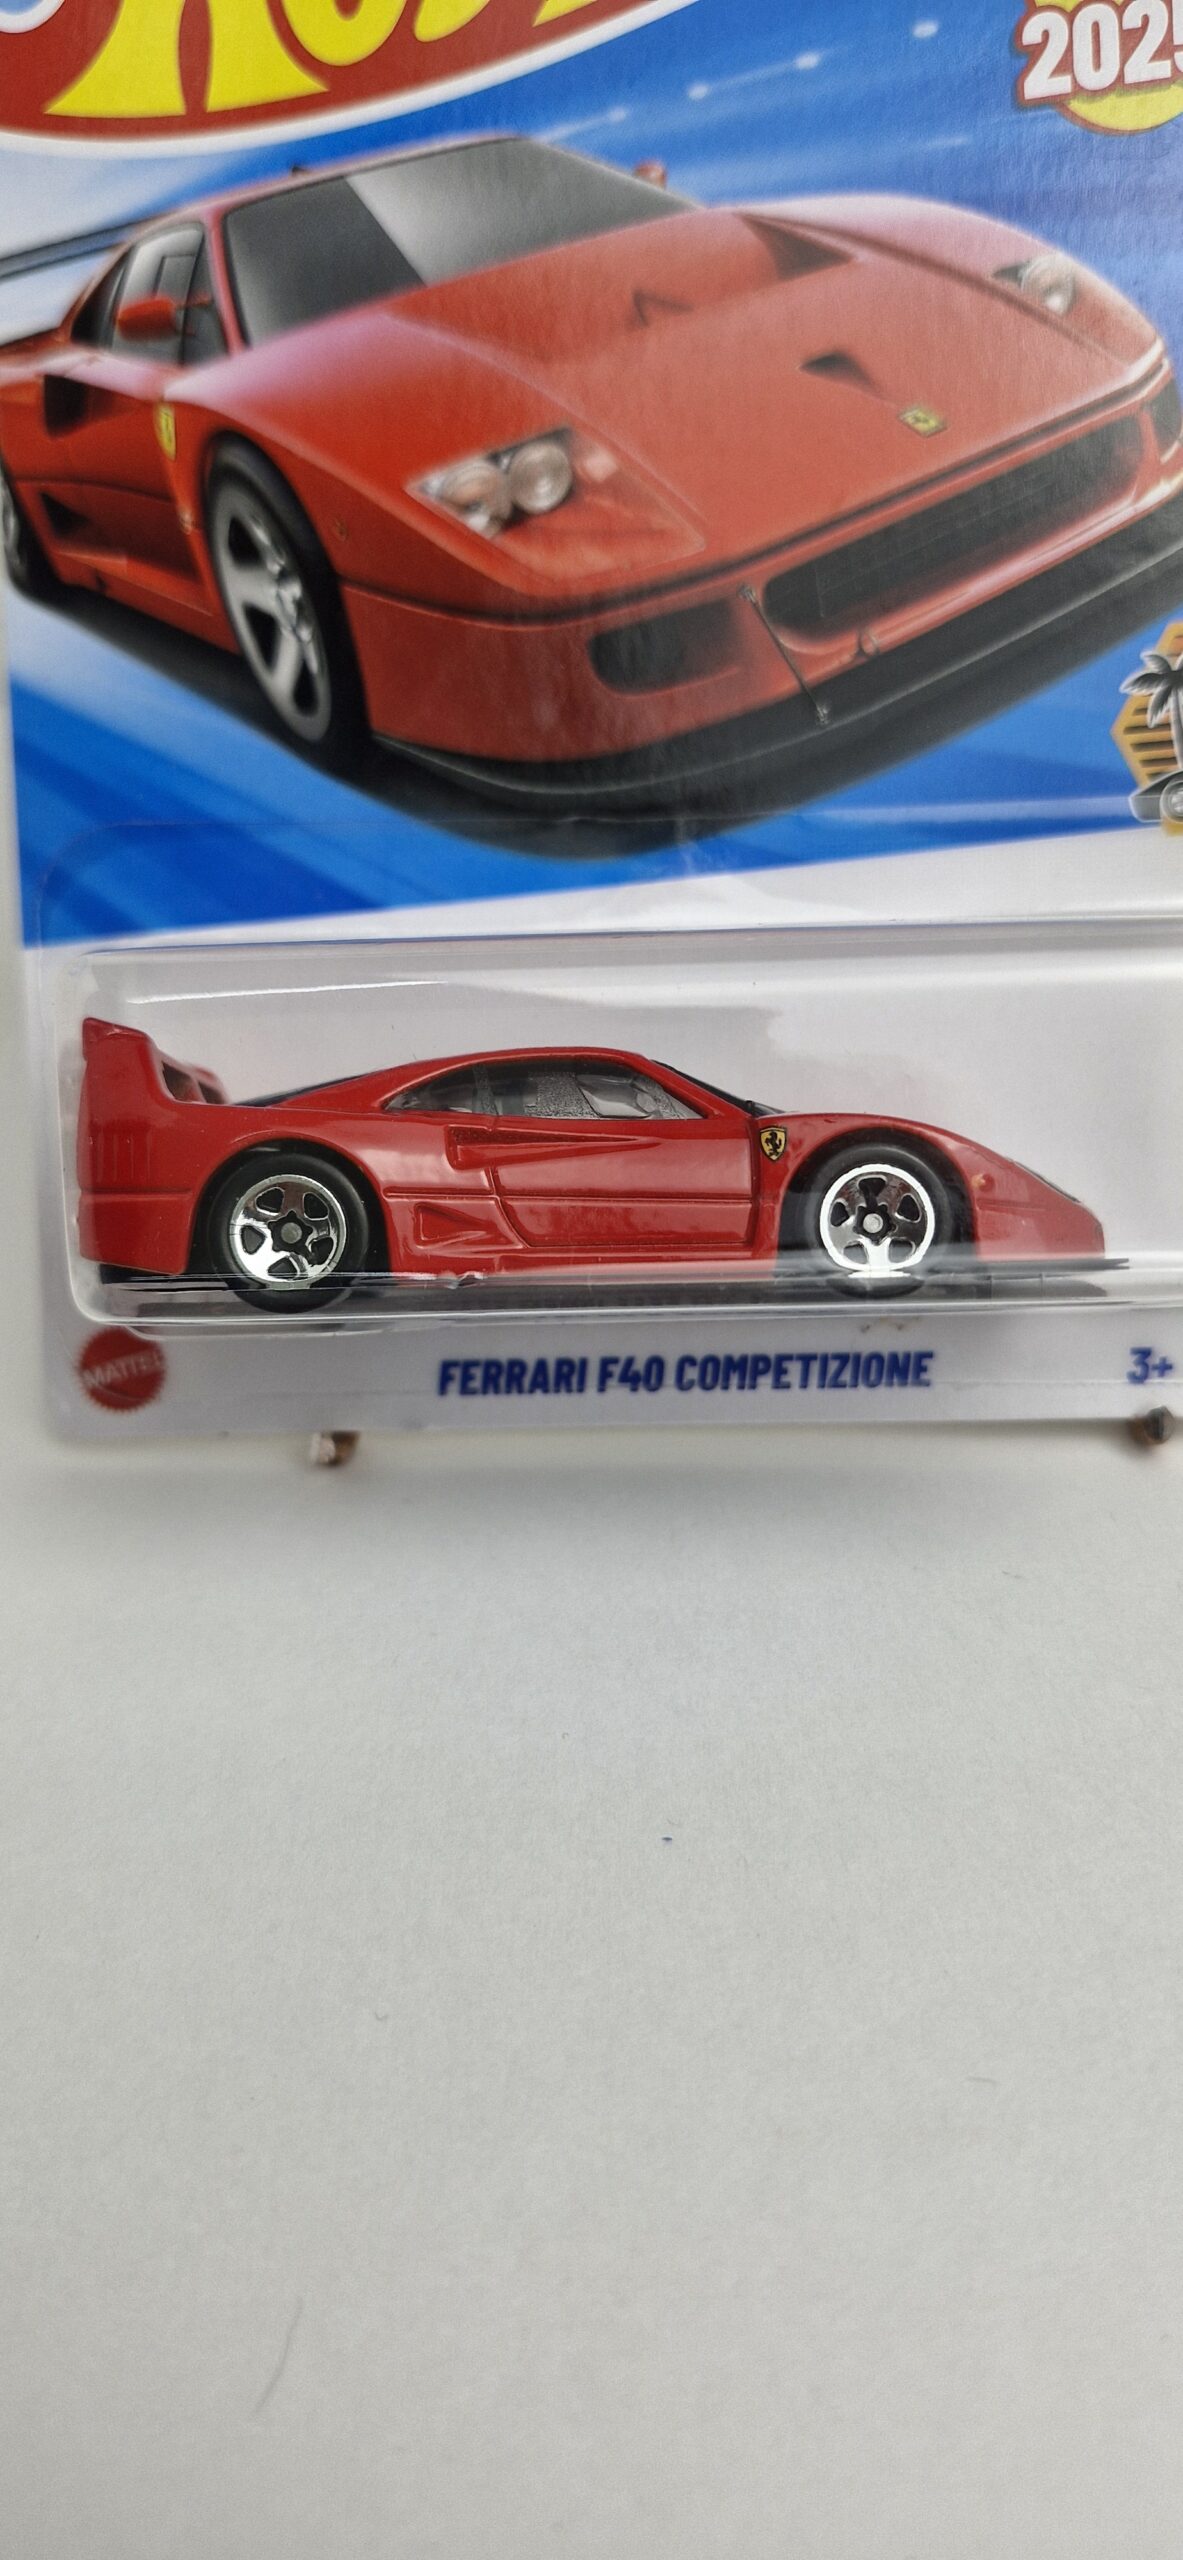 2025
MATTEL
FERRARI F40 COMPETIZIONE
3+